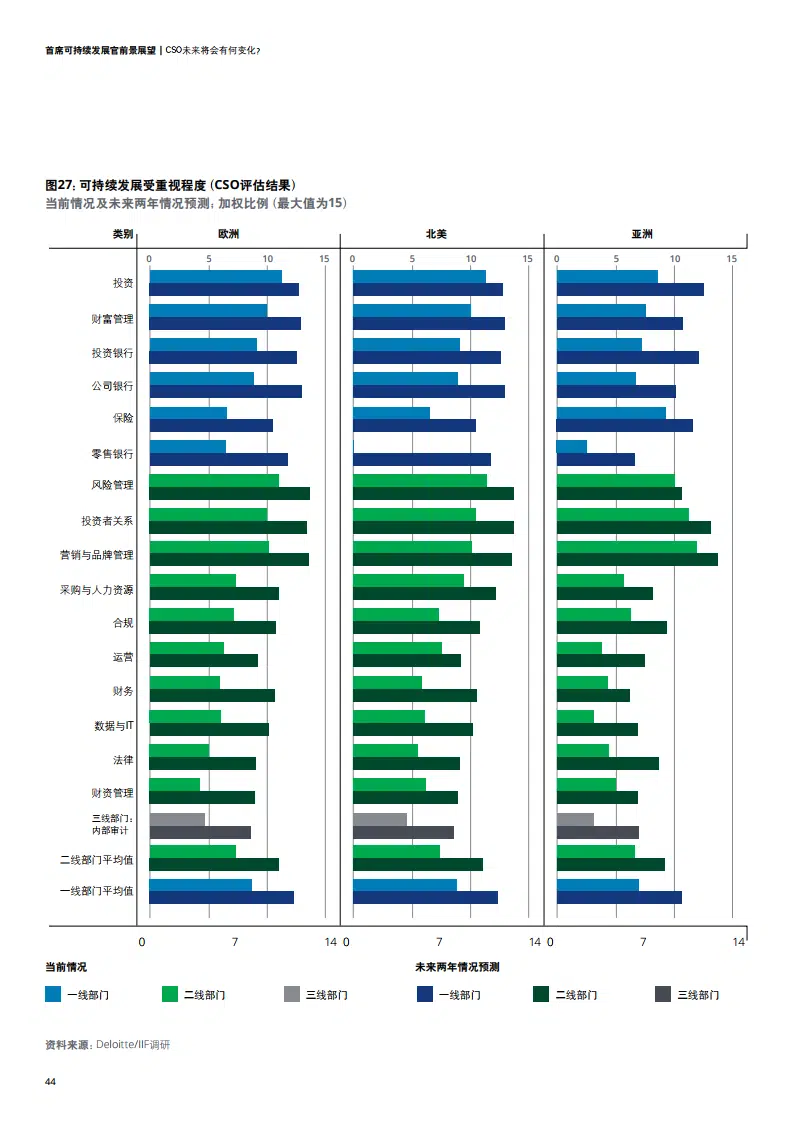 首席可持续发展官前景展望 | CSO未来将会有何变化?
图27: 可持续发展受重视程度 (CSO评估结果)
当前情况及未来两年情况预测; 加权比例 (最大值为15)
类别 欧洲 北美 亚洲
0 5 10 15 0 5 10 15 0 5 10 15
投资
财富管理
投资银行
公司银行
保险
零售银行
风险管理
投资者关系
营销与品牌管理
采购与人力资源
合规
运营
财务
数据与IT
法律
财资管理
三线部门:
内部审计
二线部门平均值
一线部门平均值
0 7 14 0 7 14 0 7 14
当前情况 未来两年情况预测
一线部门 二线部门 三线部门 一线部门 二线部门 三线部门
资料来源: Deloitte/IIF调研
44